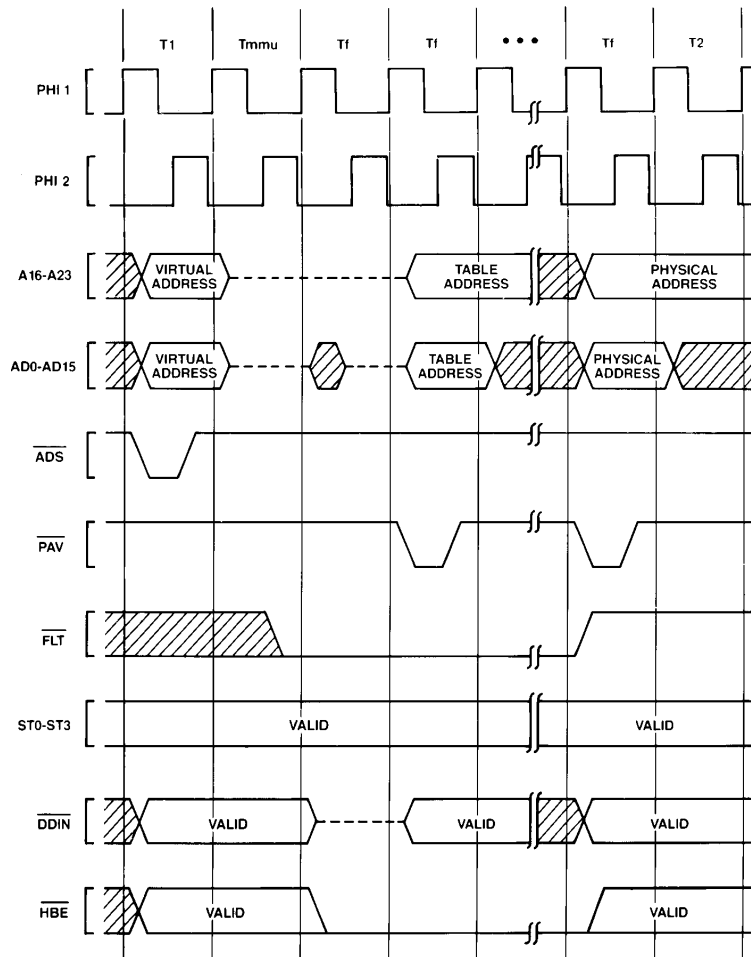 T1 Tmmu Tf Tf • • • Tf T2
PHI 1
PHI 2
A16-A23 VIRTUAL ADDRESS TABLE ADDRESS PHYSICAL ADDRESS
AD0-AD15 VIRTUAL ADDRESS TABLE ADDRESS PHYSICAL ADDRESS
ADS
PAV
FLT
ST0-ST3 VALID VALID
DDIN VALID VALID VALID
HBE VALID VALID